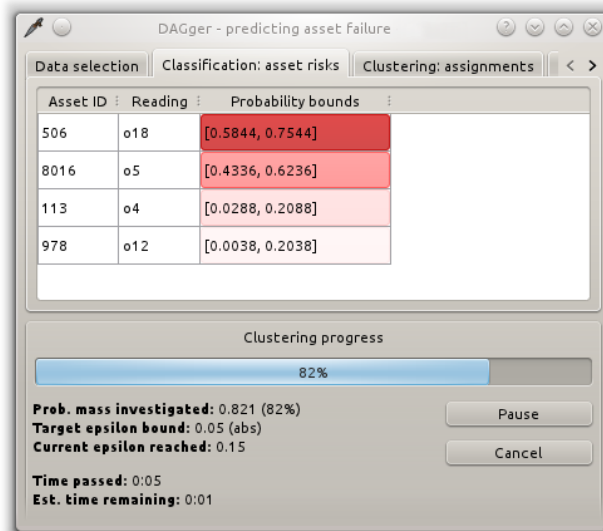 DAGger - predicting asset failure
Data selection Classification: asset risks Clustering: assignments
Asset ID Reading Probability bounds
506 o18 [0.5844, 0.7544]
8016 o5 [0.4336, 0.6236]
113 o4 [0.0288, 0.2088]
978 o12 [0.0038, 0.2038]
Clustering progress
82%
Prob. mass investigated: 0.821 (82%)
Target epsilon bound: 0.05 (abs)
Current epsilon reached: 0.15
Time passed: 0:05
Est. time remaining: 0:01
Pause
Cancel